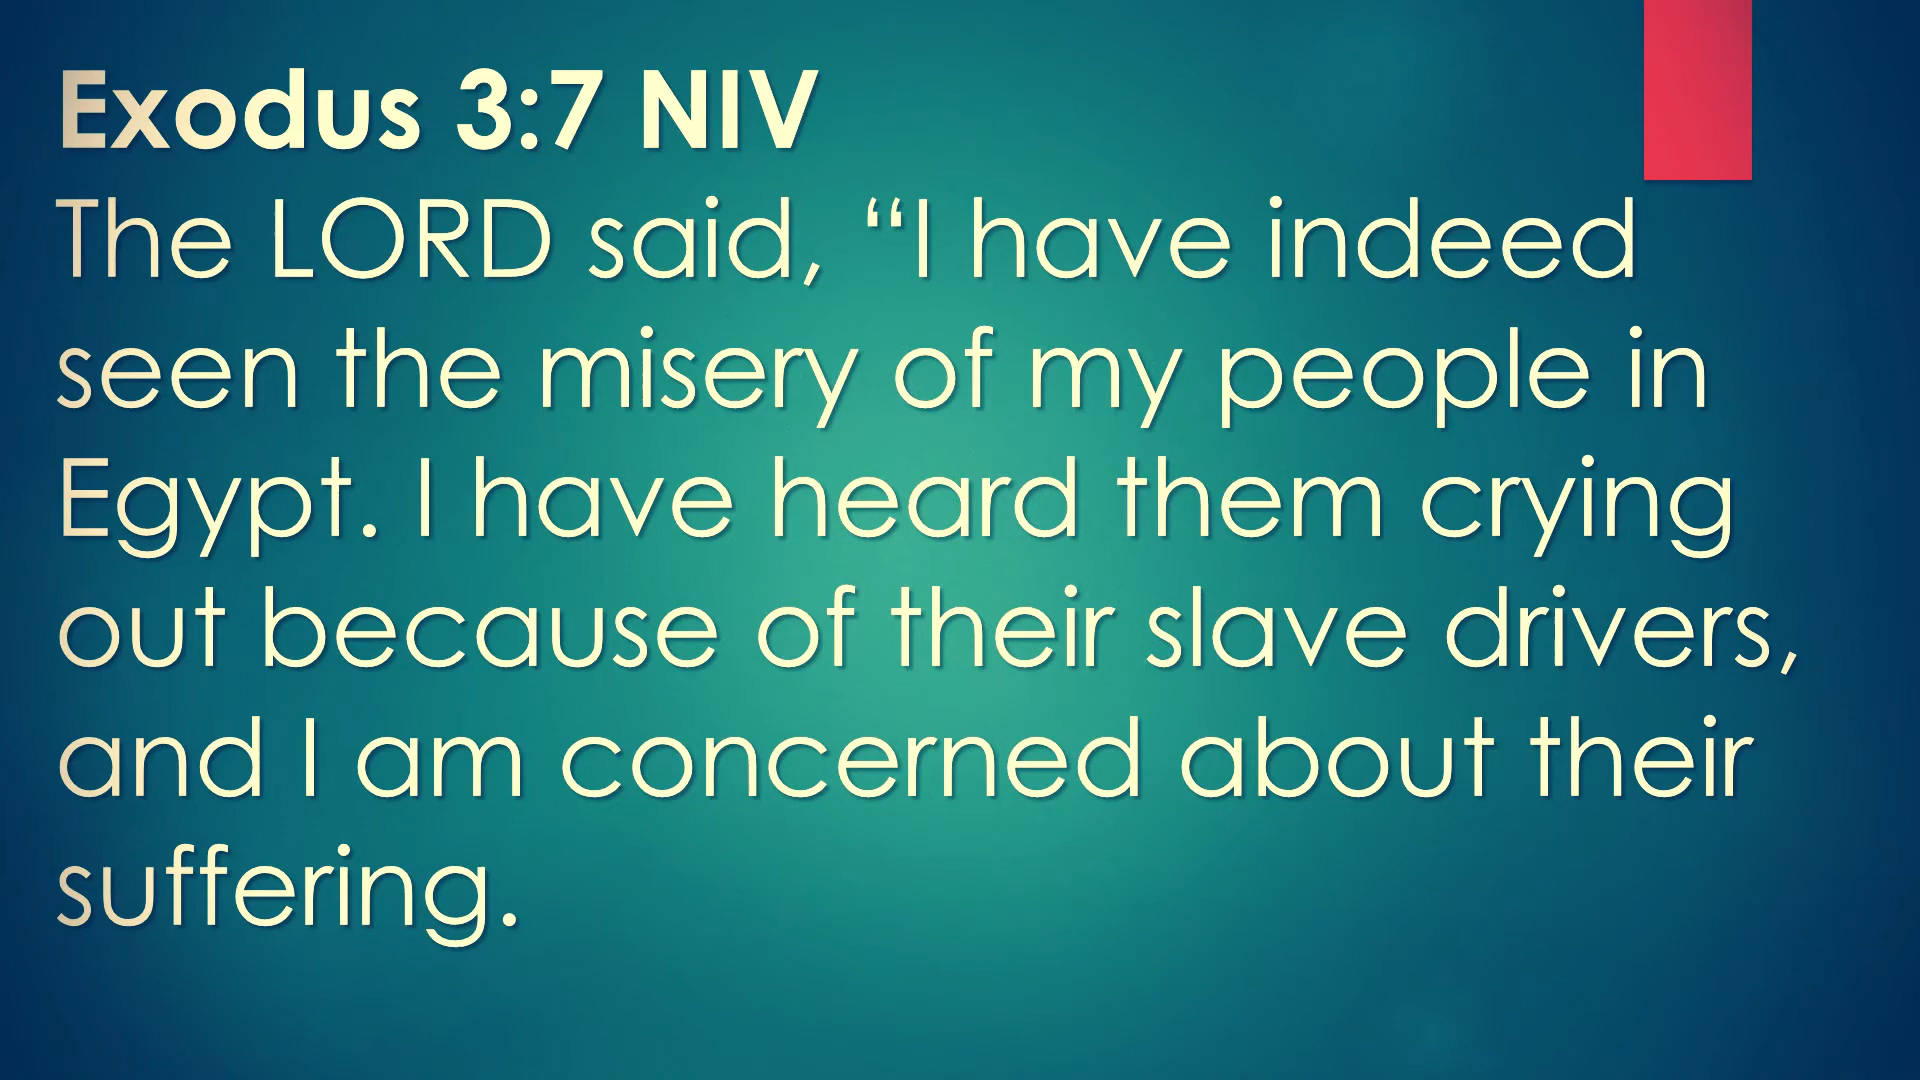 Exodus 3:7 NIV
The LORD said, “I have indeed
seen the misery of my people in
Egypt. I have heard them crying
out because of their slave drivers,
and I am concerned about their
suffering.